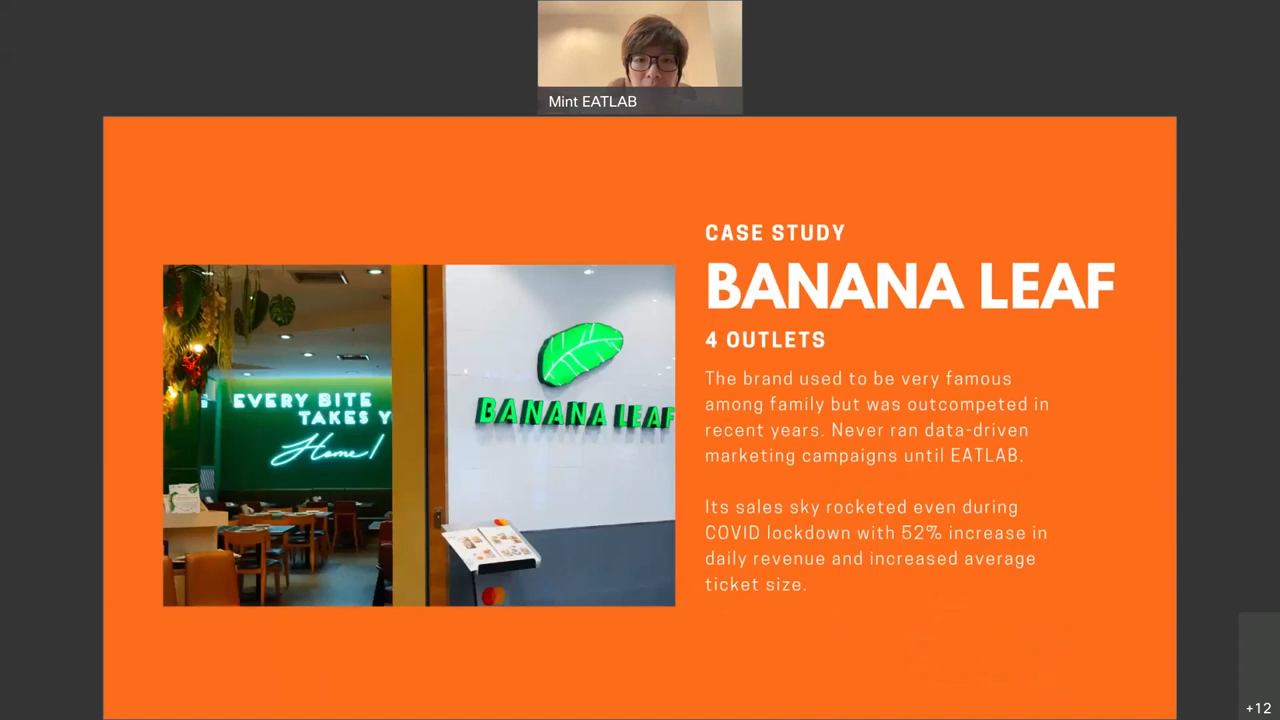 Mint EATLAB
CASE STUDY
BANANA LEAF
4 OUTLETS
The brand used to be very famous
among family but was outcompeted in
recent years. Never ran data-driven
marketing campaigns until EATLAB.
Its sales sky rocketed even during
COVID lockdown with 52% increase in
daily revenue and increased average
ticket size.
EVERY BITE
TAKES Y
Home!
BANANA LEAF
+12